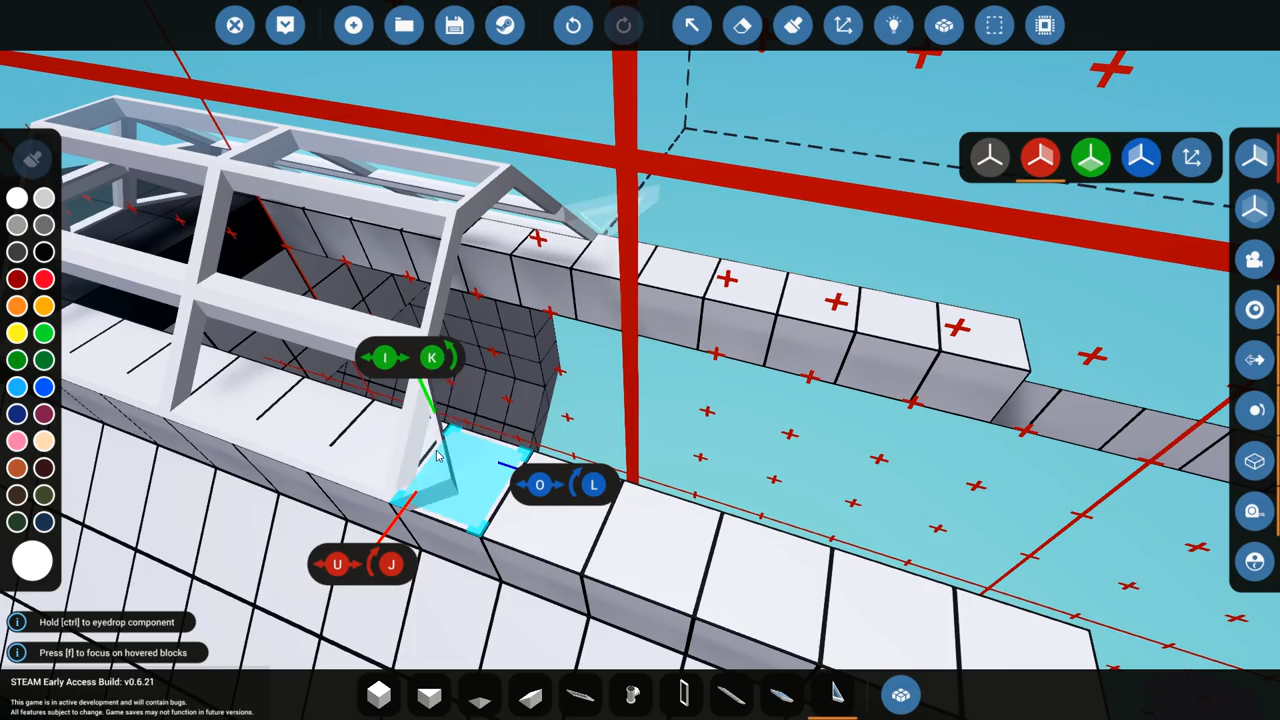 I K
O L
U J
Hold [ctrl] to eyedrop component
Press [f] to focus on hovered blocks
STEAM Early Access Build: v0.6.21
This game is in active development and will contain bugs.
All features subject to change. Game saves may not function in future versions.